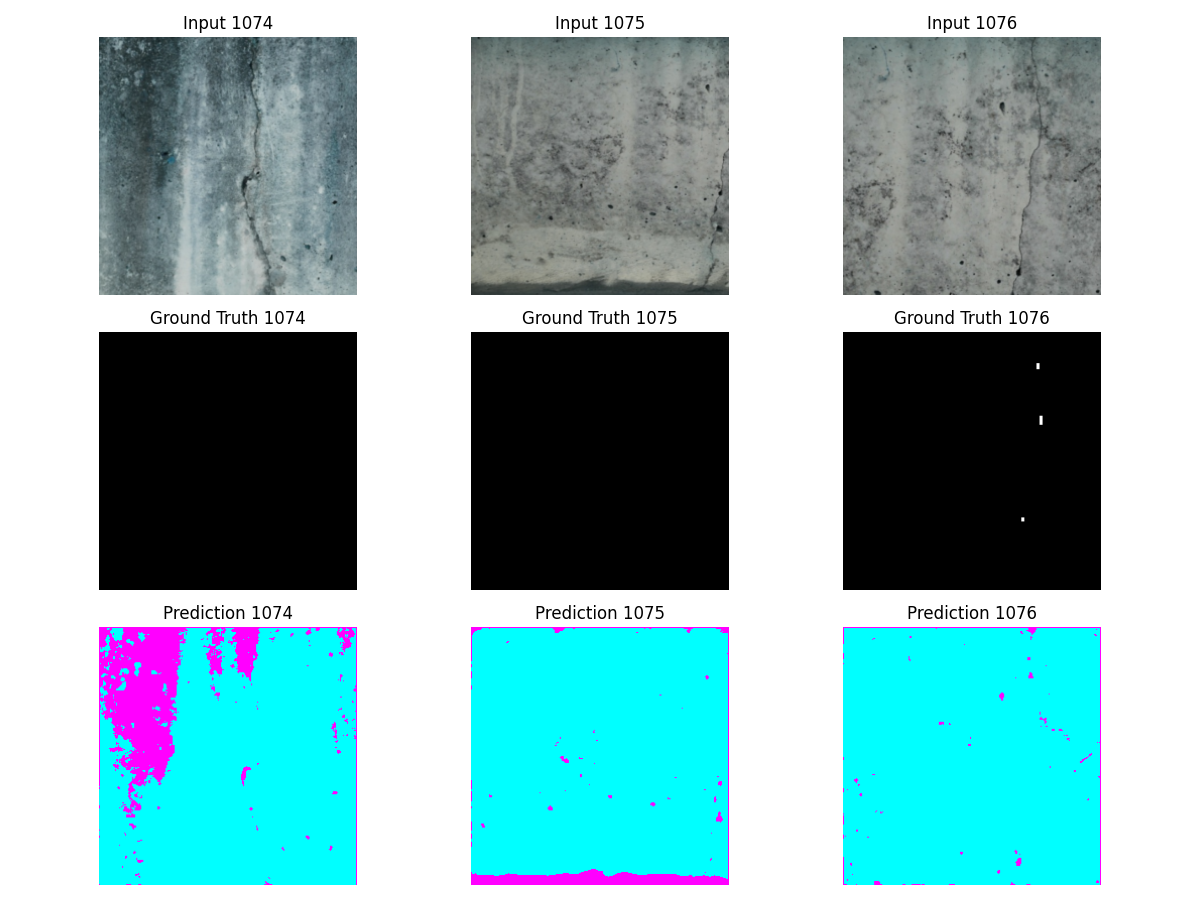 Input 1074
Input 1075
Input 1076
Ground Truth 1074
Ground Truth 1075
Ground Truth 1076
Prediction 1074
Prediction 1075
Prediction 1076